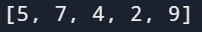 [5, 7, 4, 2, 9]